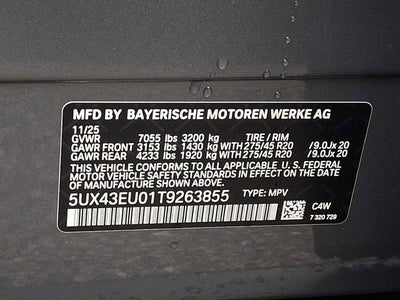 MFD BY BAYERISCHE MOTOREN WERKE AG
11/25
GVWR 7055 lbs 3200 kg TIRE / RIM
GAWR FRONT 3153 lbs 1430 kg 275/45 R20 /9.0Jx 20
GAWR REAR 4233 lbs 1920 kg 275/45 R20 /9.0Jx 20
THIS VEHICLE CONFORMS TO ALL APPLICABLE U.S. FEDERAL
MOTOR VEHICLE SAFETY STANDARDS IN EFFECT ON THE DATE
OF MANUFACTURE SHOWN ABOVE.
5UX43EU01T9263855 TYPE: MPV
C4W
7 320 729